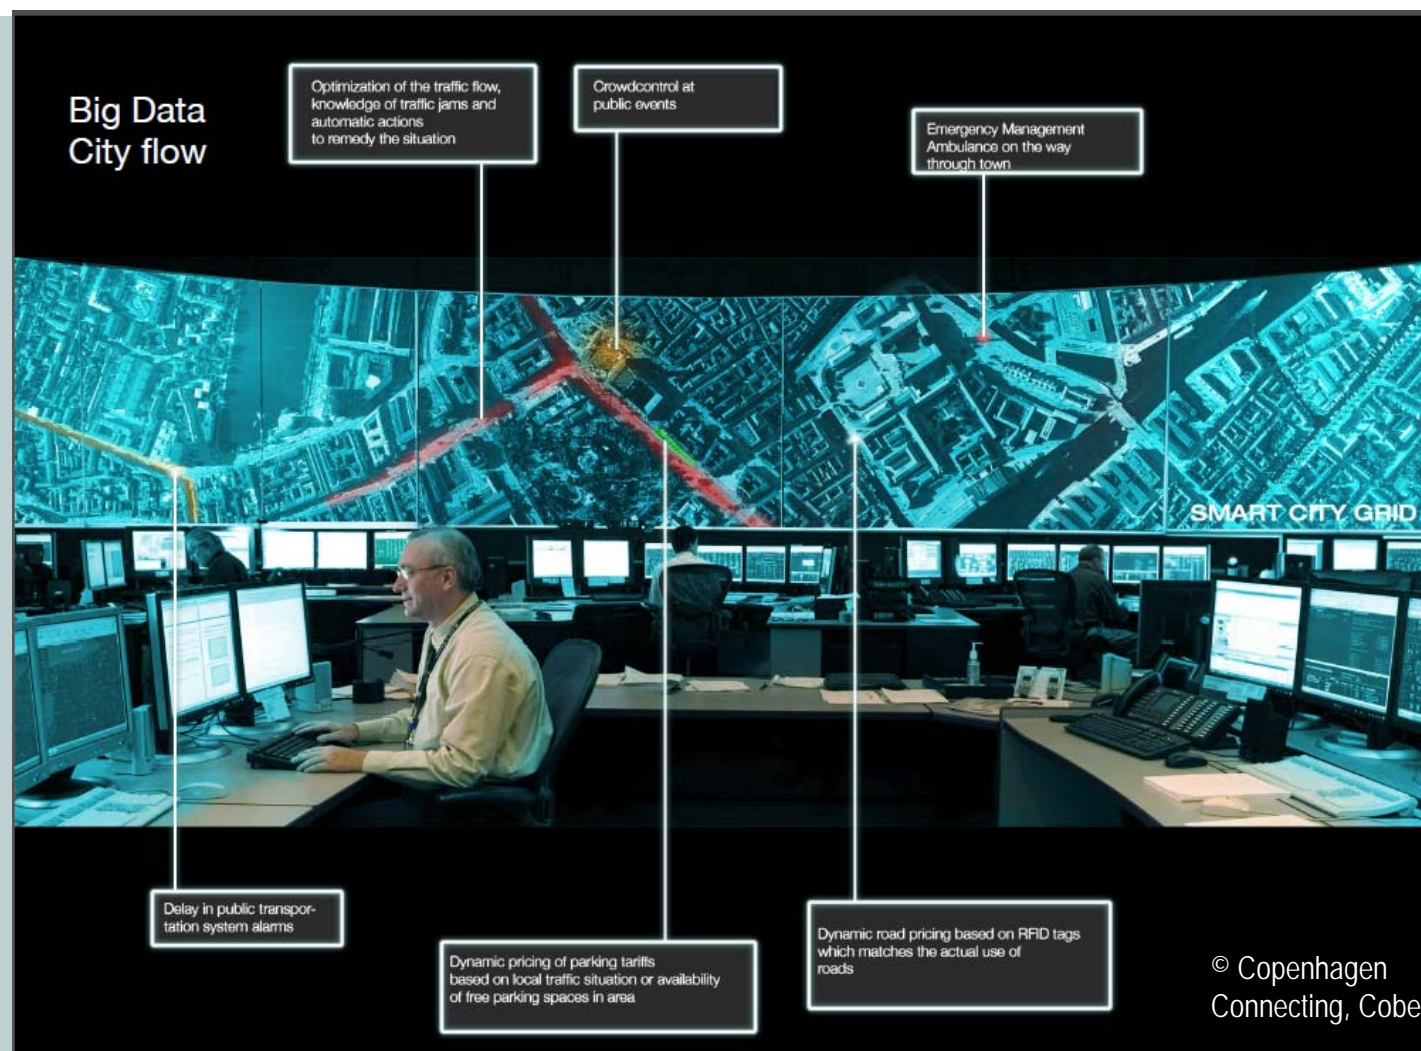 Big Data
City flow
Optimization of the traffic flow,
knowledge of traffic jams and
automatic actions
to remedy the situation
Crowdcontrol at
public events
Emergency Management
Ambulance on the way
through town
SMART CITY GRID
Delay in public transpor-
tation system alarms
Dynamic pricing of parking tariffs
based on local traffic situation or availability
of free parking spaces in area
Dynamic road pricing based on RFID tags
which matches the actual use of
roads
© Copenhagen
Connecting, Cobe